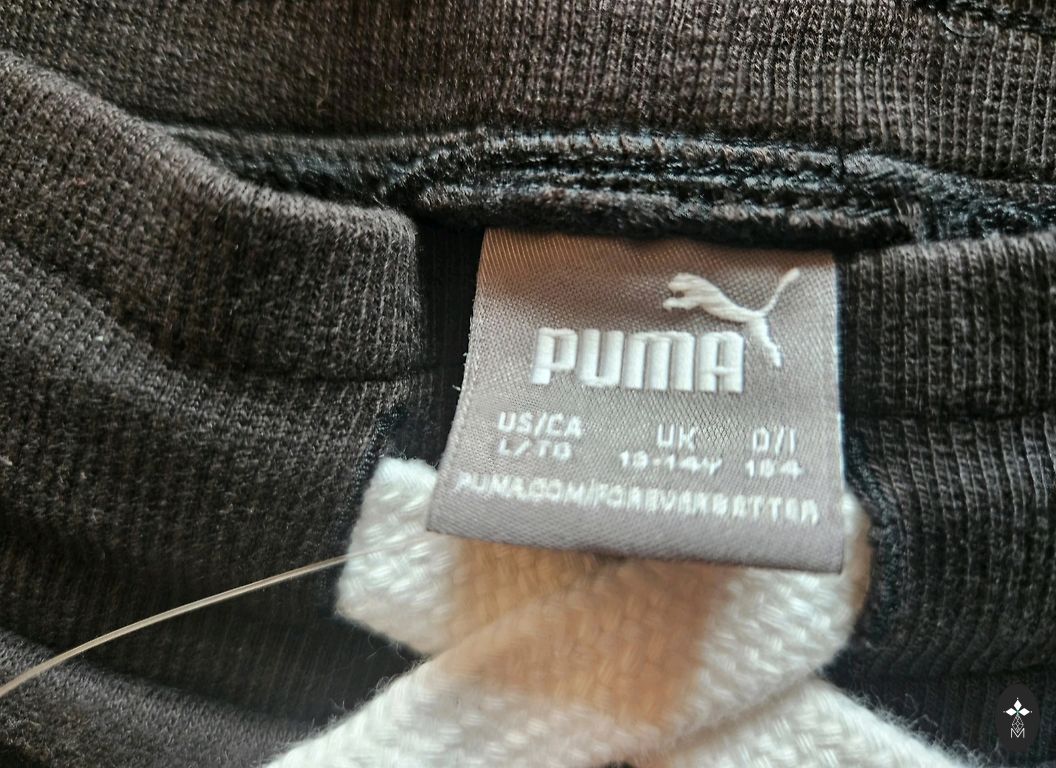 PUMA
US/CA UK D/I
L/TG 13-14Y 164
PUMA.COM/FOREVERBETTER
M